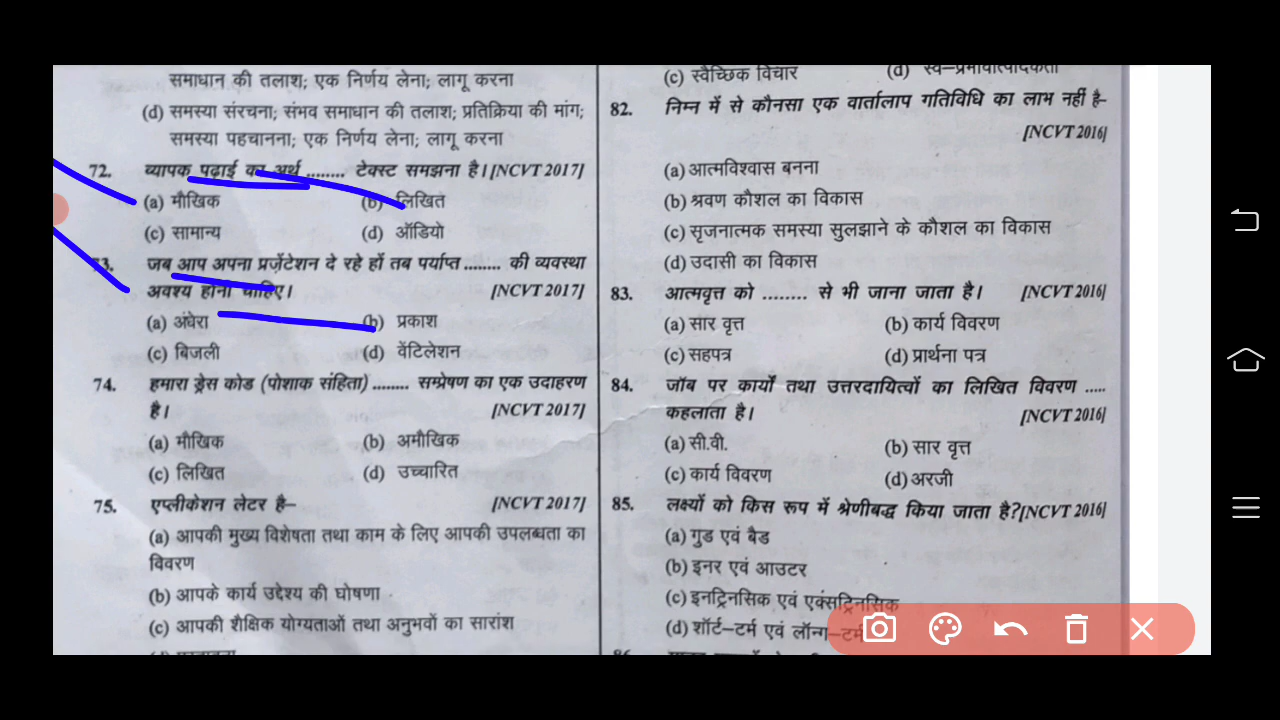 समाधान की तलाश; एक निर्णय लेना; लागू करना
(d) समस्या संरचना; संभव समाधान की तलाश; प्रतिक्रिया की मांग;
समस्या पहचानना; एक निर्णय लेना; लागू करना
72. व्यापक पढ़ाई का अर्थ ........ टेक्स्ट समझना है। [NCVT 2017]
(a) मौखिक (b) लिखित
(c) सामान्य (d) ऑडियो
73. जब आप अपना प्रज़ेंटेशन दे रहे हों तब पर्याप्त ........ की व्यवस्था
अवश्य होनी चाहिए। [NCVT 2017]
(a) अंधेरा (b) प्रकाश
(c) बिजली (d) वेंटिलेशन
74. हमारा ड्रेस कोड (पोशाक संहिता) ........ सम्प्रेषण का एक उदाहरण
है। [NCVT 2017]
(a) मौखिक (b) अमौखिक
(c) लिखित (d) उच्चारित
75. एप्लीकेशन लेटर है– [NCVT 2017]
(a) आपकी मुख्य विशेषता तथा काम के लिए आपकी उपलब्धता का
विवरण
(b) आपके कार्य उद्देश्य की घोषणा
(c) आपकी शैक्षिक योग्यताओं तथा अनुभवों का सारांश
(c) स्वैच्छिक विचार (d)
82. निम्न में से कौनसा एक वार्तालाप गतिविधि का लाभ नहीं है–
[NCVT 2016]
(a) आत्मविश्वास बनना
(b) श्रवण कौशल का विकास
(c) सृजनात्मक समस्या सुलझाने के कौशल का विकास
(d) उदासी का विकास
83. आत्मवृत्त को ........ से भी जाना जाता है। [NCVT 2016]
(a) सार वृत्त (b) कार्य विवरण
(c) सहपत्र (d) प्रार्थना पत्र
84. जॉब पर कार्यों तथा उत्तरदायित्वों का लिखित विवरण .....
कहलाता है। [NCVT 2016]
(a) सी.वी. (b) सार वृत्त
(c) कार्य विवरण (d) अरजी
85. लक्ष्यों को किस रूप में श्रेणीबद्ध किया जाता है? [NCVT 2016]
(a) गुड एवं बैड
(b) इनर एवं आउटर
(c) इनट्रिनसिक एवं एक्सट्रिनसिक
(d) शॉर्ट–टर्म एवं लॉन्ग–टर्म